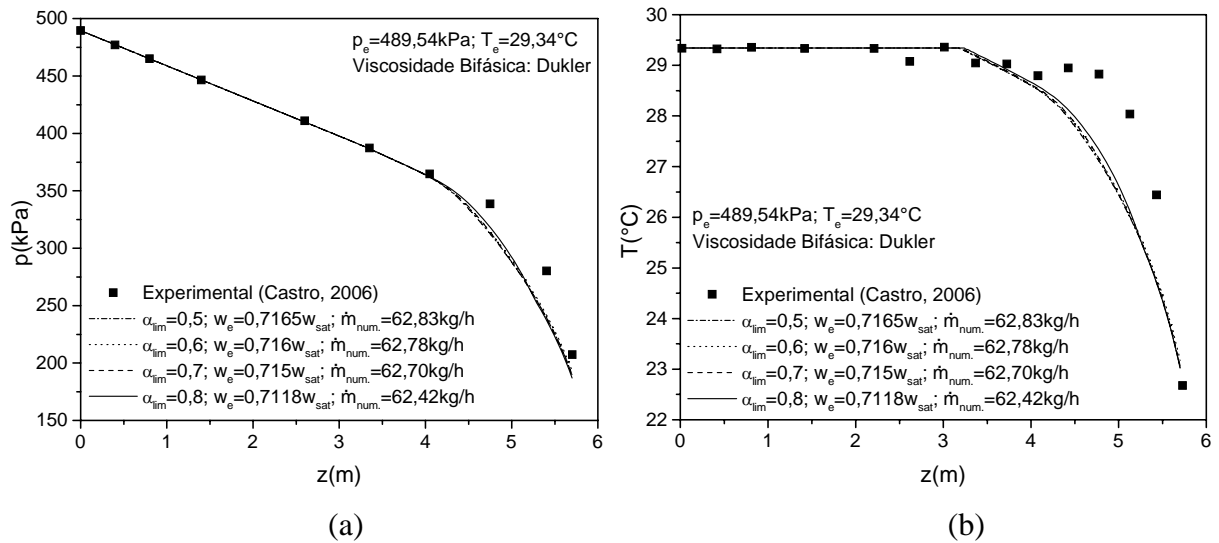 500
450
400
350
300
250
200
150
p(kPa)
p_e=489,54kPa; T_e=29,34°C
Viscosidade Bifásica: Dukler
Experimental (Castro, 2006)
α_lim=0,5; w_e=0,7165w_sat; ṁ_num.=62,83kg/h
α_lim=0,6; w_e=0,716w_sat; ṁ_num.=62,78kg/h
α_lim=0,7; w_e=0,715w_sat; ṁ_num.=62,70kg/h
α_lim=0,8; w_e=0,7118w_sat; ṁ_num.=62,42kg/h
0 1 2 3 4 5 6
z(m)
(a)
30
29
28
27
26
25
24
23
22
T(°C)
p_e=489,54kPa; T_e=29,34°C
Viscosidade Bifásica: Dukler
Experimental (Castro, 2006)
α_lim=0,5; w_e=0,7165w_sat; ṁ_num.=62,83kg/h
α_lim=0,6; w_e=0,716w_sat; ṁ_num.=62,78kg/h
α_lim=0,7; w_e=0,715w_sat; ṁ_num.=62,70kg/h
α_lim=0,8; w_e=0,7118w_sat; ṁ_num.=62,42kg/h
0 1 2 3 4 5 6
z(m)
(b)